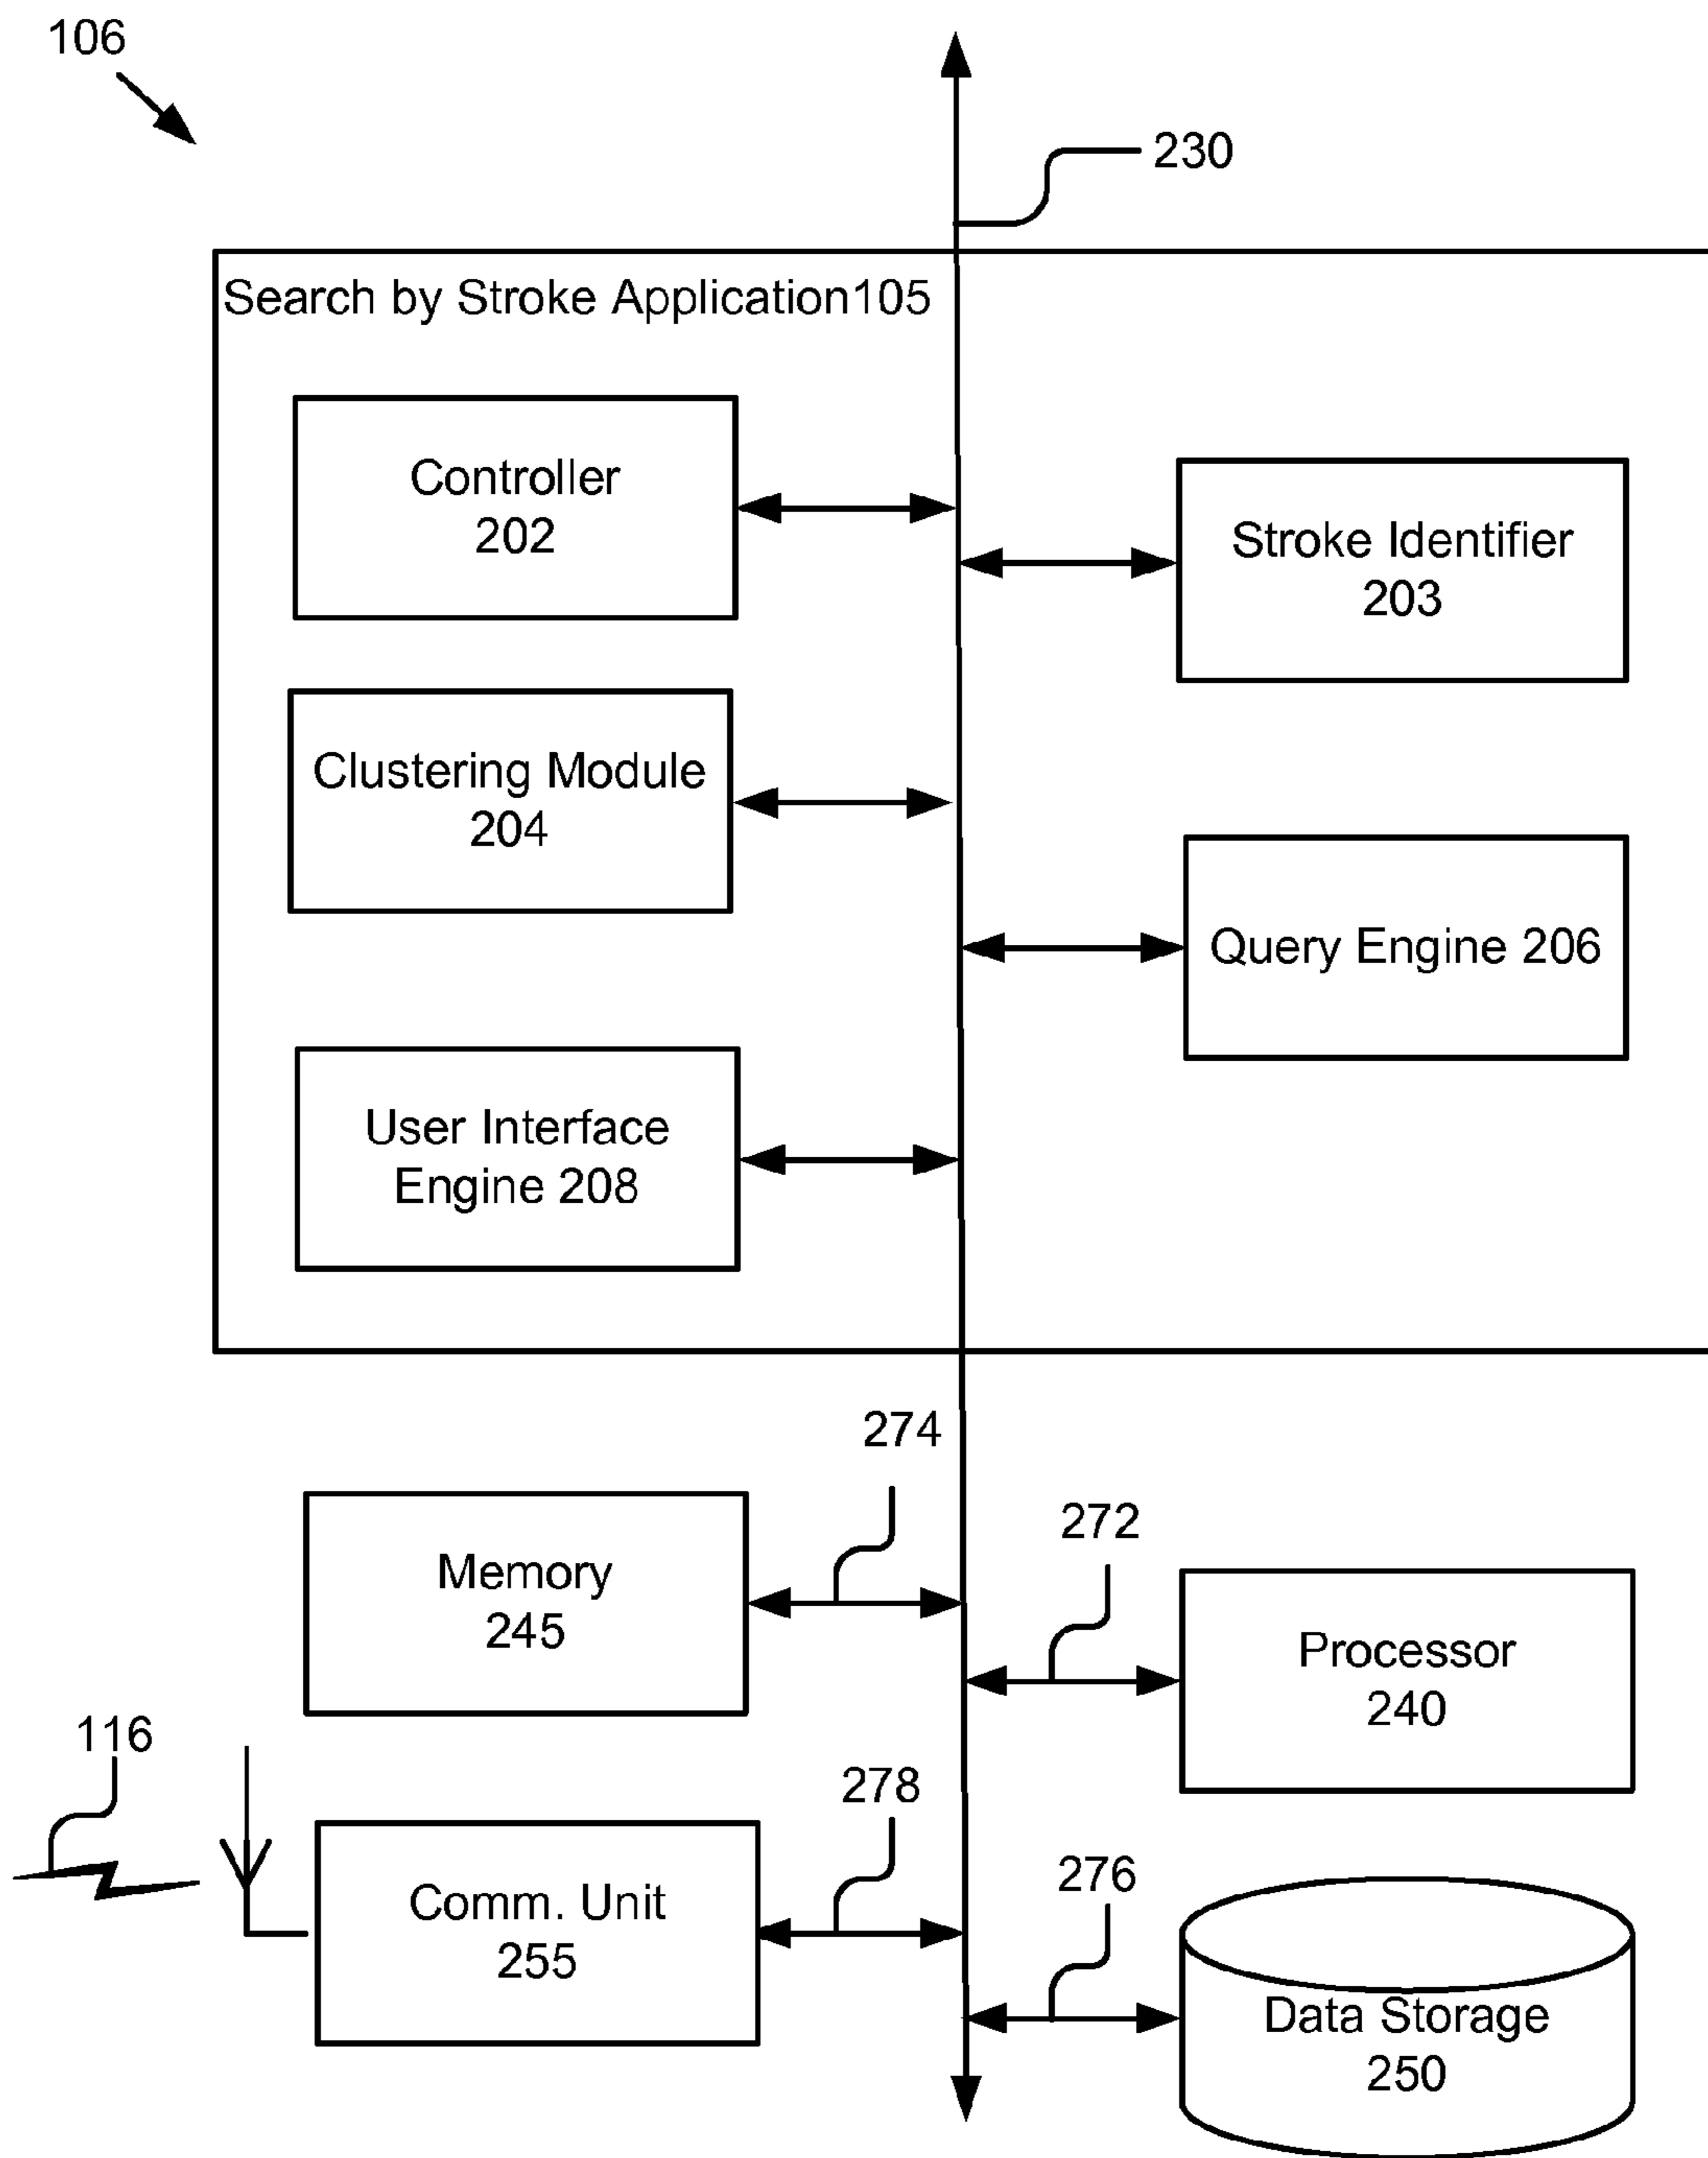 106
230
Search by Stroke Application105
Controller
202
Stroke Identifier
203
Clustering Module
204
Query Engine 206
User Interface
Engine 208
274
272
Memory
245
Processor
240
116
278
276
Comm. Unit
255
Data Storage
250